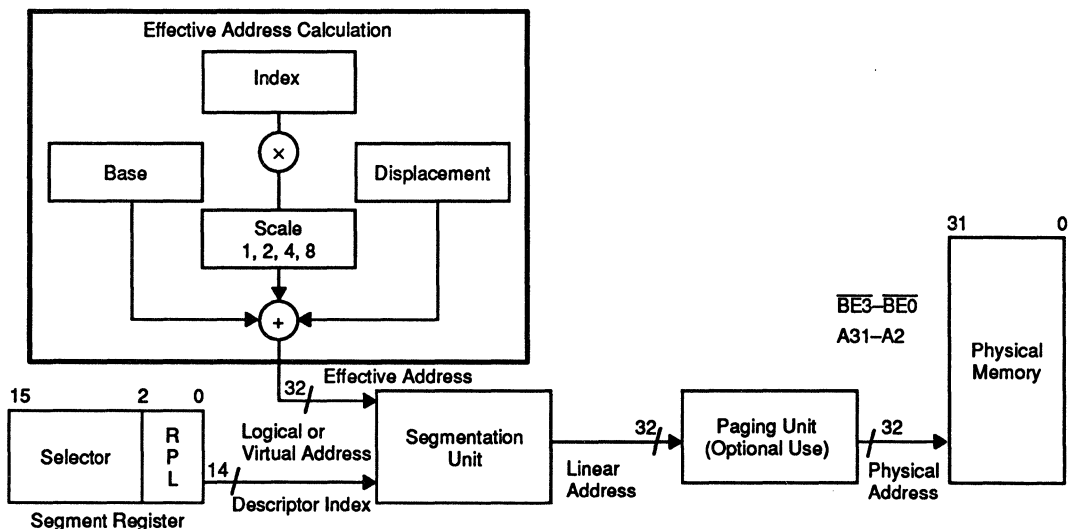 Effective Address Calculation
Index
×
Base
Displacement
Scale
1, 2, 4, 8
+
31 0
BE3–BE0
A31–A2
Physical
Memory
Effective Address
32
15 2 0
Selector
R
P
L
Segment Register
Logical or
Virtual Address
14
Descriptor Index
Segmentation
Unit
32
Linear
Address
Paging Unit
(Optional Use)
32
Physical
Address